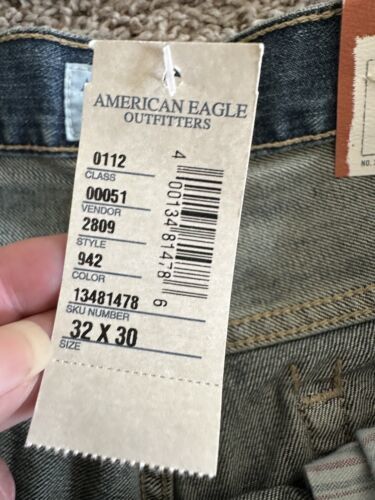 AMERICAN EAGLE
OUTFITTERS
0112
CLASS
00051
VENDOR
2809
STYLE
942
COLOR
13481478
SKU NUMBER
32 X 30
SIZE
4 00134 81478 6
NO.